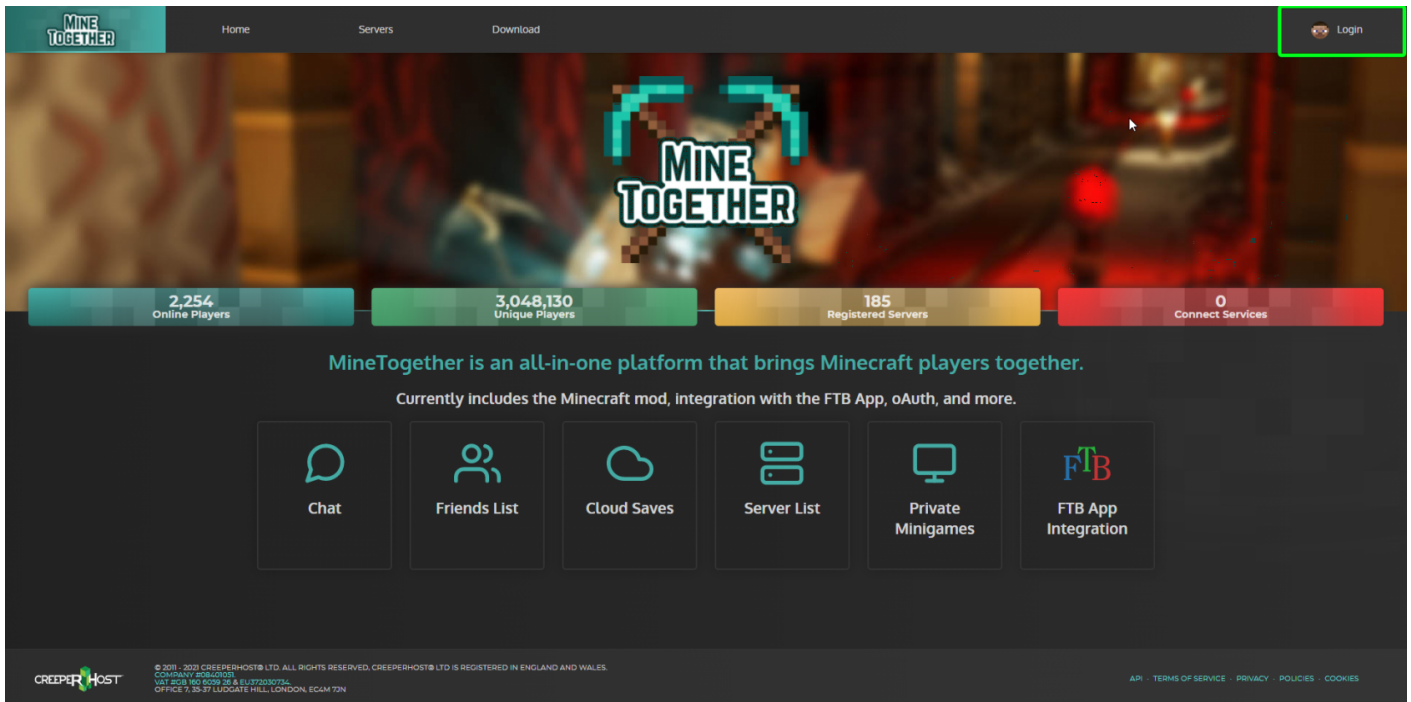 MINE
TOGETHER
Home
Servers
Download
Login
MINE
TOGETHER
2,254
Online Players
3,048,130
Unique Players
185
Registered Servers
0
Connect Services
MineTogether is an all-in-one platform that brings Minecraft players together.
Currently includes the Minecraft mod, integration with the FTB App, oAuth, and more.
Chat
Friends List
Cloud Saves
Server List
Private
Minigames
FTB
FTB App
Integration
CREEPERHOST
© 2011 - 2021 CREEPERHOST® LTD. ALL RIGHTS RESERVED, CREEPERHOST® LTD IS REGISTERED IN ENGLAND AND WALES.
COMPANY #08401051.
VAT #GB 160 6059 26 & EU372030734.
OFFICE 7, 35-37 LUDGATE HILL, LONDON, EC4M 7JN
API - TERMS OF SERVICE - PRIVACY - POLICIES - COOKIES